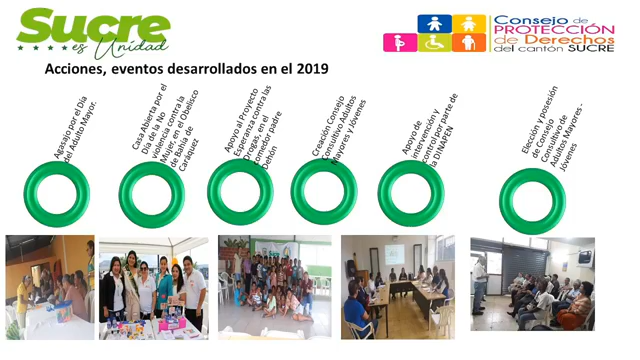 Sucre
es Unidad
Consejo de
PROTECCIÓN
de Derechos
del cantón SUCRE
Acciones, eventos desarrollados en el 2019
Agasajo por el Día
del Adulto Mayor.
Casa Abierta por el
Día de la No
violencia contra la
Mujer, en el Obelisco
de Bahía de
Caráquez
Apoyo al Proyecto
Esperanza contra las
Drogas, en el
comedor padre
Dehón
Creación Consejo
Consultivo Adultos
Mayores y Jóvenes
Apoyo de
intervención y
control por parte de
la DINAPEN
Elección y posesión
de Consejo
Consultivo de
Adultos Mayores -
Jóvenes